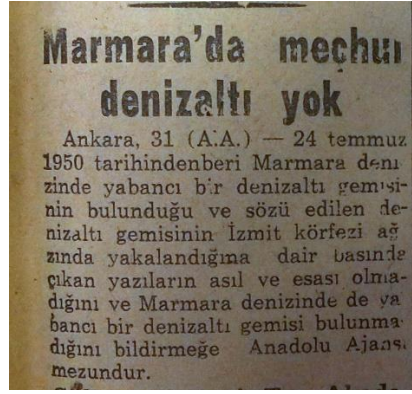 Marmara'da meçhul
denizaltı yok
Ankara, 31 (A.A.) — 24 temmuz
1950 tarihindenberi Marmara deni
zinde yabancı bir denizaltı gemisi-
nin bulunduğu ve sözü edilen de-
nizaltı gemisinin İzmit körfezi ağ
zında yakalandığına dair basında
çıkan yazıların asıl ve esası olma-
dığını ve Marmara denizinde de ya
bancı bir denizaltı gemisi bulunma
dığını bildirmeğe Anadolu Ajansı
mezundur.